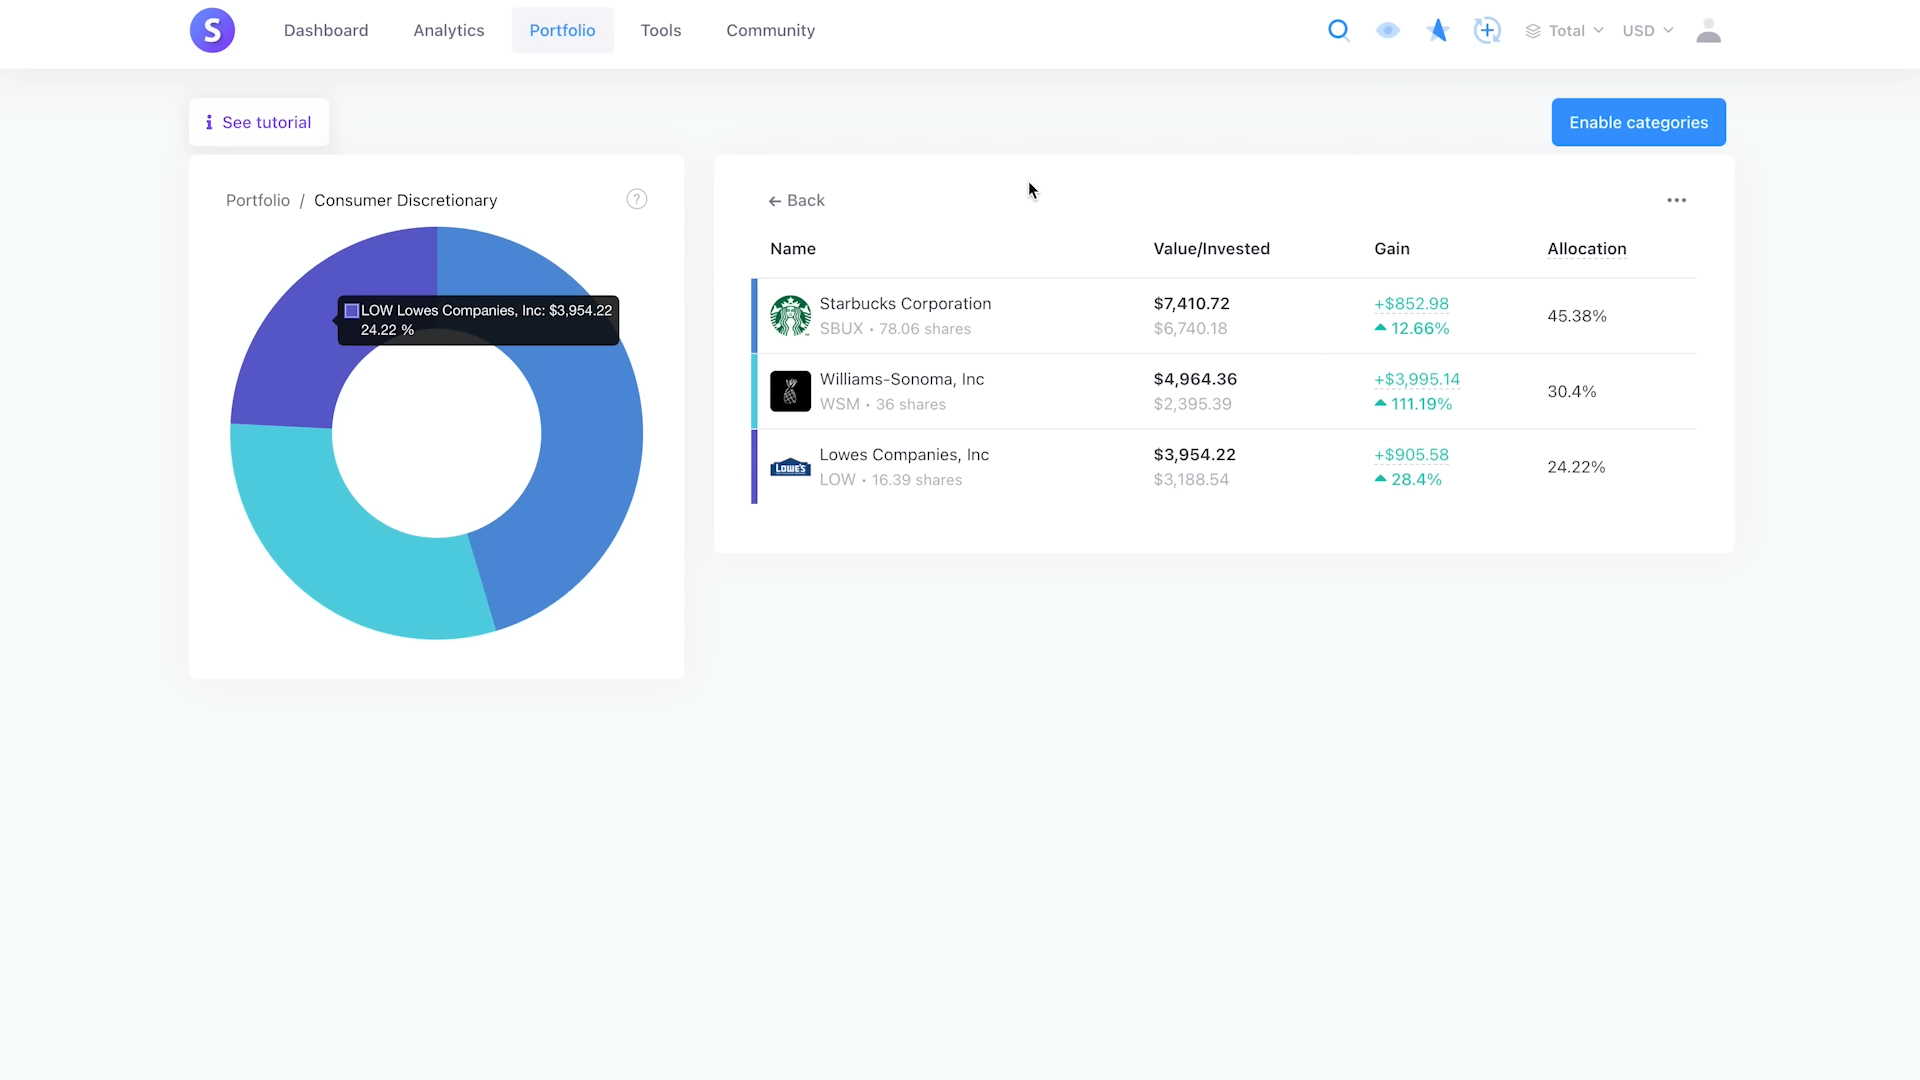 S Dashboard Analytics Portfolio Tools Community Total USD
i See tutorial
Enable categories
Portfolio / Consumer Discretionary ?
← Back
Name Value/Invested Gain Allocation
LOW Lowes Companies, Inc: $3,954.22
24.22 %
Starbucks Corporation $7,410.72 +$852.98 45.38%
SBUX • 78.06 shares $6,740.18 12.66%
Williams-Sonoma, Inc $4,964.36 +$3,995.14 30.4%
WSM • 36 shares $2,395.39 111.19%
Lowes Companies, Inc $3,954.22 +$905.58 24.22%
LOWE'S
LOW • 16.39 shares $3,188.54 28.4%